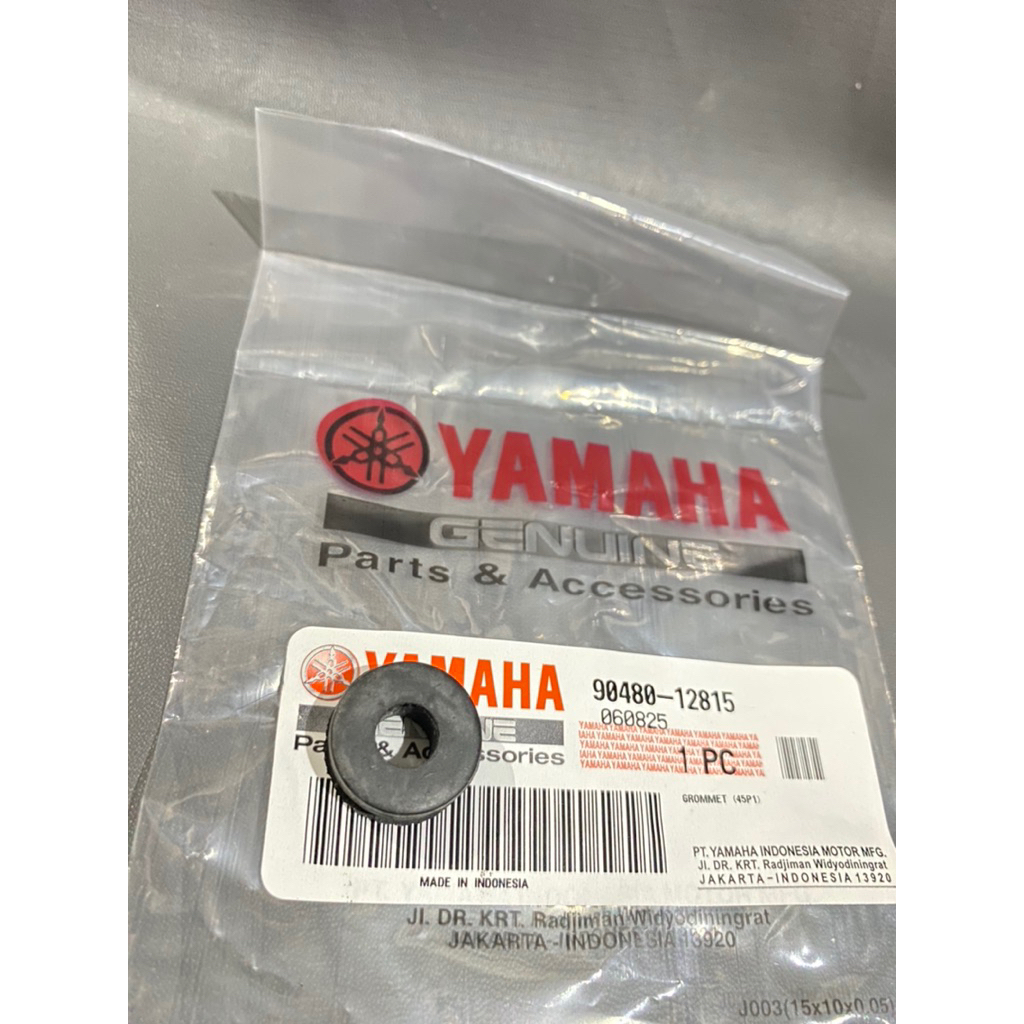 YAMAHA
GENUINE
Parts & Accessories
YAMAHA
90480-12815
060825
1 PC
GROMMET (45P1)
PT. YAMAHA INDONESIA MOTOR MFG.
Jl. DR. KRT. Radjiman Widyodiningrat
JAKARTA-INDONESIA 13920
MADE IN INDONESIA
Jl. DR. KRT. Radjiman Widyodiningrat
JAKARTA-INDONESIA 13920
J003(15x10x0.05)